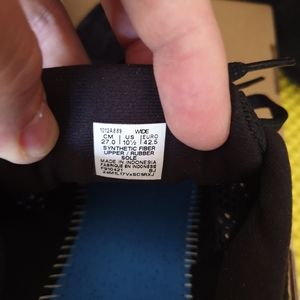 1012A889 WIDE
CM US EURO
27.0 10½ 42.5
SYNTHETIC FIBER
UPPER / RUBBER
SOLE
MADE IN INDONESIA
FABRIQUE EN INDONESIE